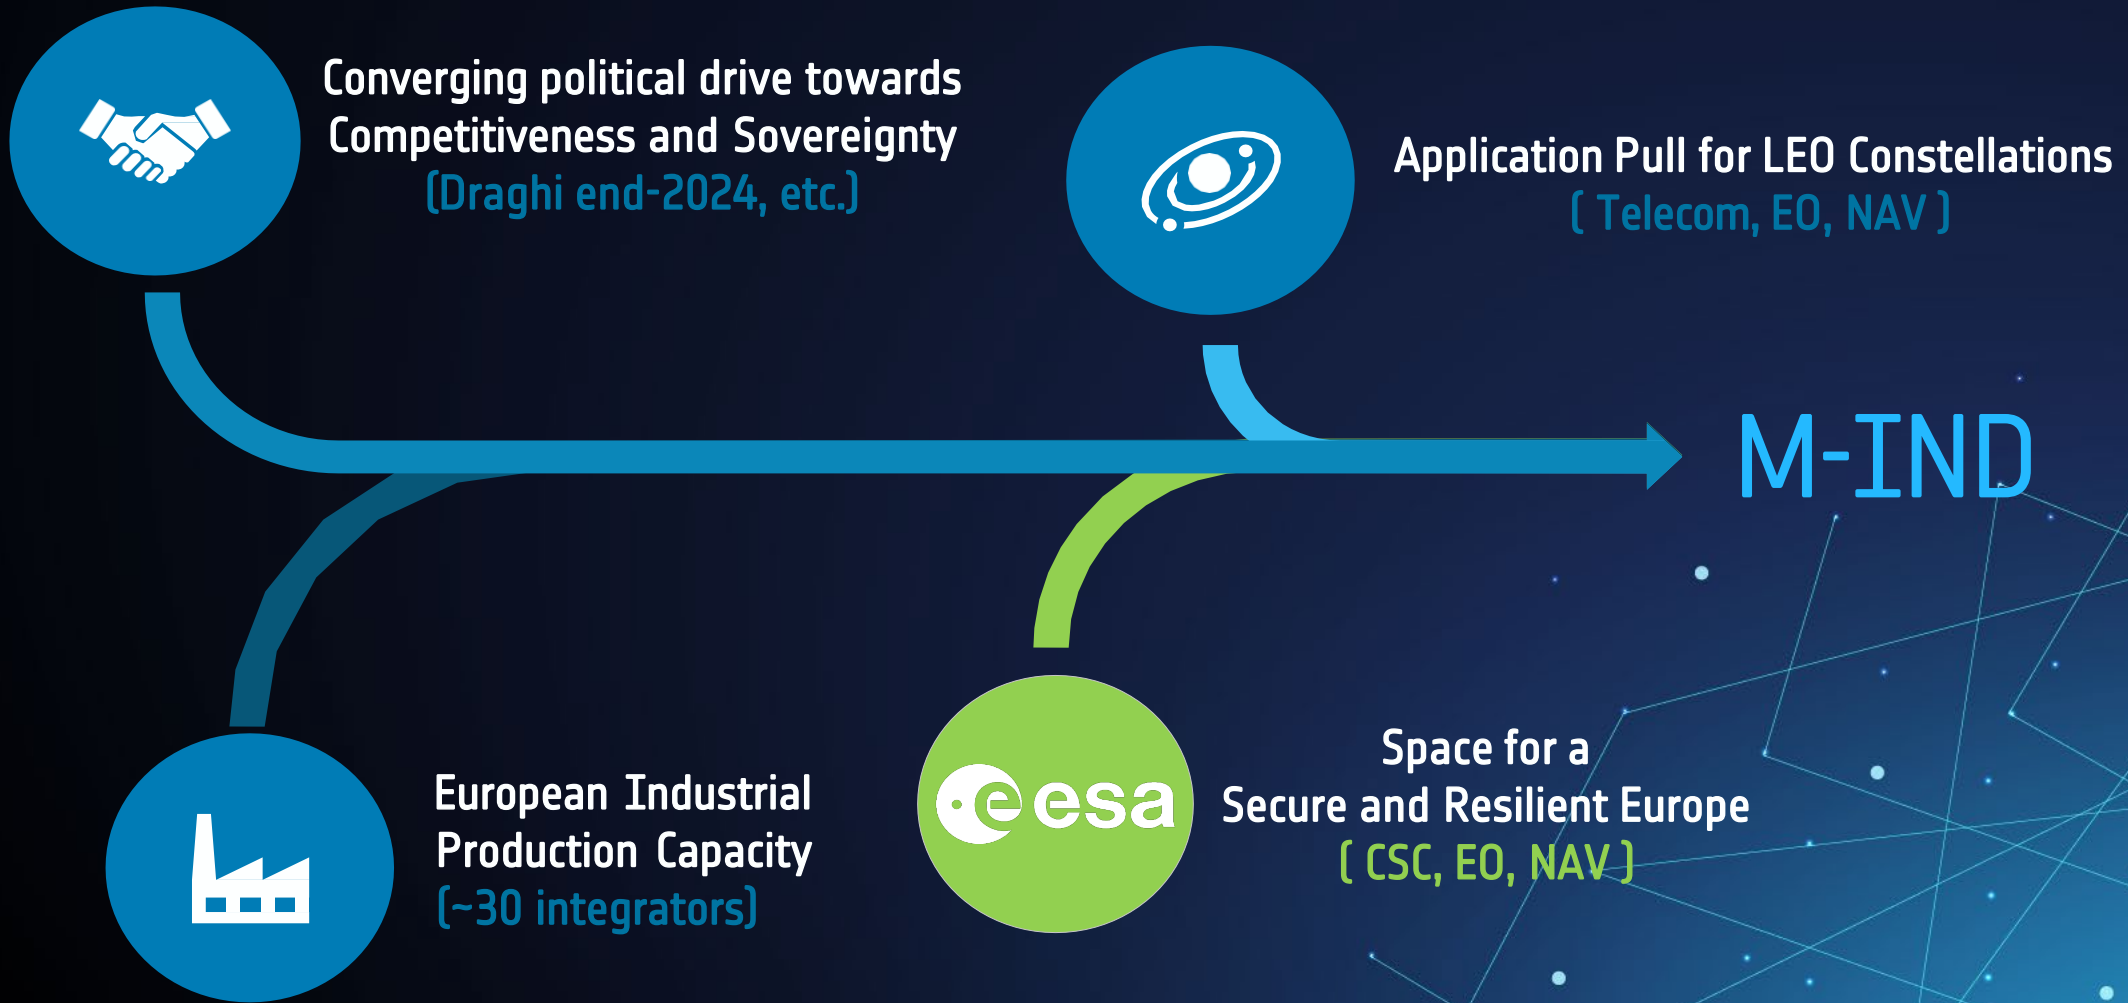 Converging political drive towards
Competitiveness and Sovereignty
(Draghi end-2024, etc.)
Application Pull for LEO Constellations
( Telecom, EO, NAV )
M-IND
European Industrial
Production Capacity
(~30 integrators)
esa
Space for a
Secure and Resilient Europe
( CSC, EO, NAV )